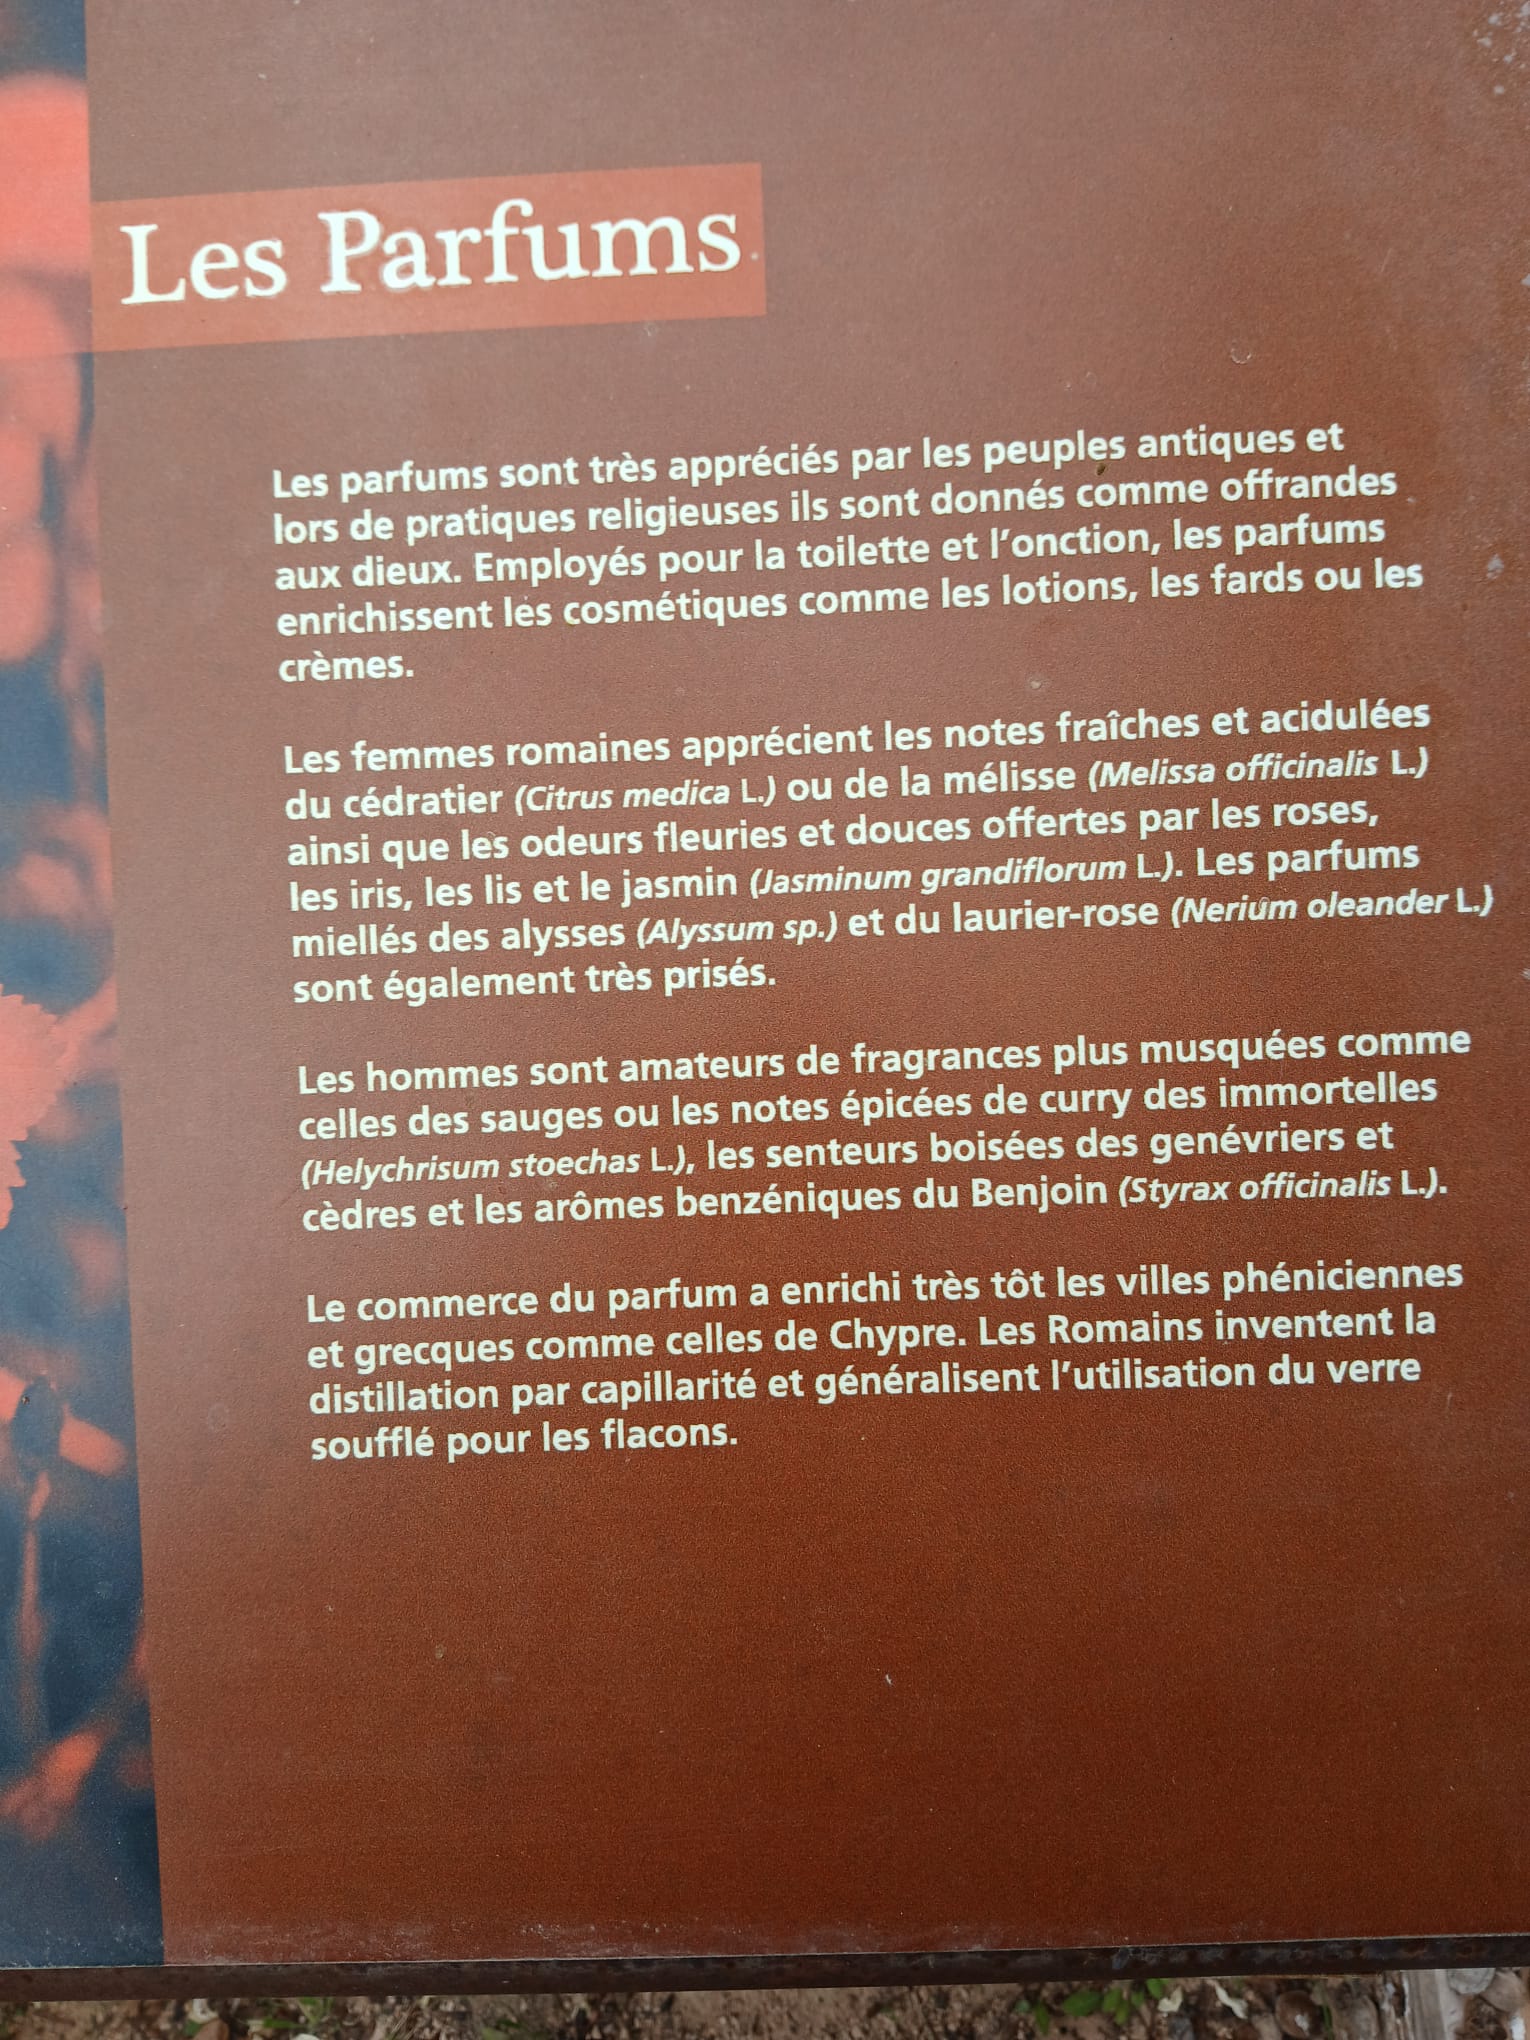 Les Parfums
Les parfums sont très appréciés par les peuples antiques et
lors de pratiques religieuses ils sont donnés comme offrandes
aux dieux. Employés pour la toilette et l'onction, les parfums
enrichissent les cosmétiques comme les lotions, les fards ou les
crèmes.
Les femmes romaines apprécient les notes fraîches et acidulées
du cédratier (Citrus medica L.) ou de la mélisse (Melissa officinalis L.)
ainsi que les odeurs fleuries et douces offertes par les roses,
les iris, les lis et le jasmin (Jasminum grandiflorum L.). Les parfums
miellés des alysses (Alyssum sp.) et du laurier-rose (Nerium oleander L.)
sont également très prisés.
Les hommes sont amateurs de fragrances plus musquées comme
celles des sauges ou les notes épicées de curry des immortelles
(Helychrisum stoechas L.), les senteurs boisées des genévriers et
cèdres et les arômes benzéniques du Benjoin (Styrax officinalis L.).
Le commerce du parfum a enrichi très tôt les villes phéniciennes
et grecques comme celles de Chypre. Les Romains inventent la
distillation par capillarité et généralisent l'utilisation du verre
soufflé pour les flacons.